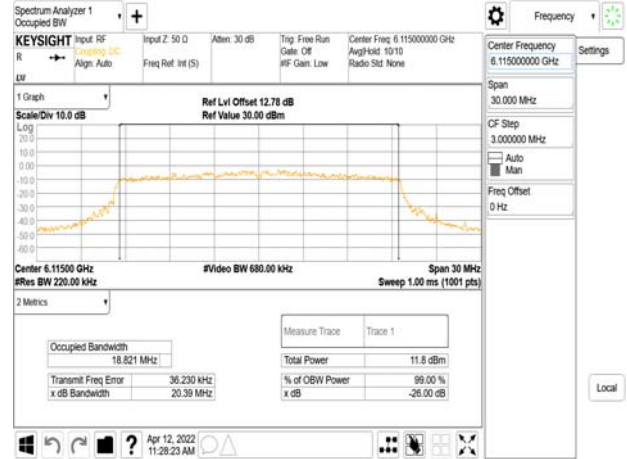 Spectrum Analyzer 1
Occupied BW
Frequency
KEYSIGHT Input: RF Input Z: 50 Ω Atten: 30 dB Trig: Free Run Center Freq: 6.115000000 GHz
R Coupling: DC Gate: Off Avg|Hold: 10/10
Align: Auto Freq Ref: Int (S) #IF Gain: Low Radio Std: None
LV
Center Frequency
6.115000000 GHz
Settings
Span
30.000 MHz
CF Step
3.000000 MHz
Auto
Man
Freq Offset
0 Hz
Local
1 Graph
Ref Lvl Offset 12.78 dB
Scale/Div 10.0 dB Ref Value 30.00 dBm
Log
20.0
10.0
0.00
-10.0
-20.0
-30.0
-40.0
-50.0
-60.0
Center 6.11500 GHz #Video BW 680.00 kHz Span 30 MHz
#Res BW 220.00 kHz Sweep 1.00 ms (1001 pts)
2 Metrics
Measure Trace Trace 1
Occupied Bandwidth
18.821 MHz Total Power 11.8 dBm
Transmit Freq Error 36.230 kHz % of OBW Power 99.00 %
x dB Bandwidth 20.39 MHz x dB -26.00 dB
? Apr 12, 2022
11:28:23 AM